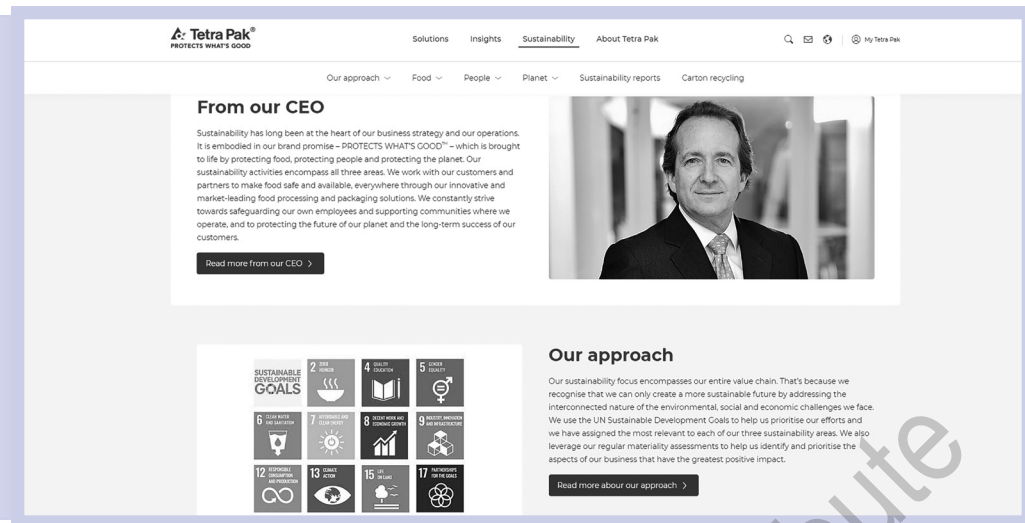 Tetra Pak®
PROTECTS WHAT'S GOOD
Solutions Insights Sustainability About Tetra Pak
My Tetra Pak
Our approach Food People Planet Sustainability reports Carton recycling
From our CEO
Sustainability has long been at the heart of our business strategy and our operations.
It is embodied in our brand promise – PROTECTS WHAT'S GOOD™ – which is brought
to life by protecting food, protecting people and protecting the planet. Our
sustainability activities encompass all three areas. We work with our customers and
partners to make food safe and available, everywhere through our innovative and
market-leading food processing and packaging solutions. We constantly strive
towards safeguarding our own employees and supporting communities where we
operate, and to protecting the future of our planet and the long-term success of our
customers.
Read more from our CEO
SUSTAINABLE
DEVELOPMENT
GOALS
2 ZERO
HUNGER
4 QUALITY
EDUCATION
5 GENDER
EQUALITY
6 CLEAN WATER
AND SANITATION
7 AFFORDABLE AND
CLEAN ENERGY
8 DECENT WORK AND
ECONOMIC GROWTH
9 INDUSTRY, INNOVATION
AND INFRASTRUCTURE
12 RESPONSIBLE
CONSUMPTION
AND PRODUCTION
13 CLIMATE
ACTION
15 LIFE
ON LAND
17 PARTNERSHIPS
FOR THE GOALS
Our approach
Our sustainability focus encompasses our entire value chain. That's because we
recognise that we can only create a more sustainable future by addressing the
interconnected nature of the environmental, social and economic challenges we face.
We use the UN Sustainable Development Goals to help us prioritise our efforts and
we have assigned the most relevant to each of our three sustainability areas. We also
leverage our regular materiality assessments to help us identify and prioritise the
aspects of our business that have the greatest positive impact.
Read more abour our approach